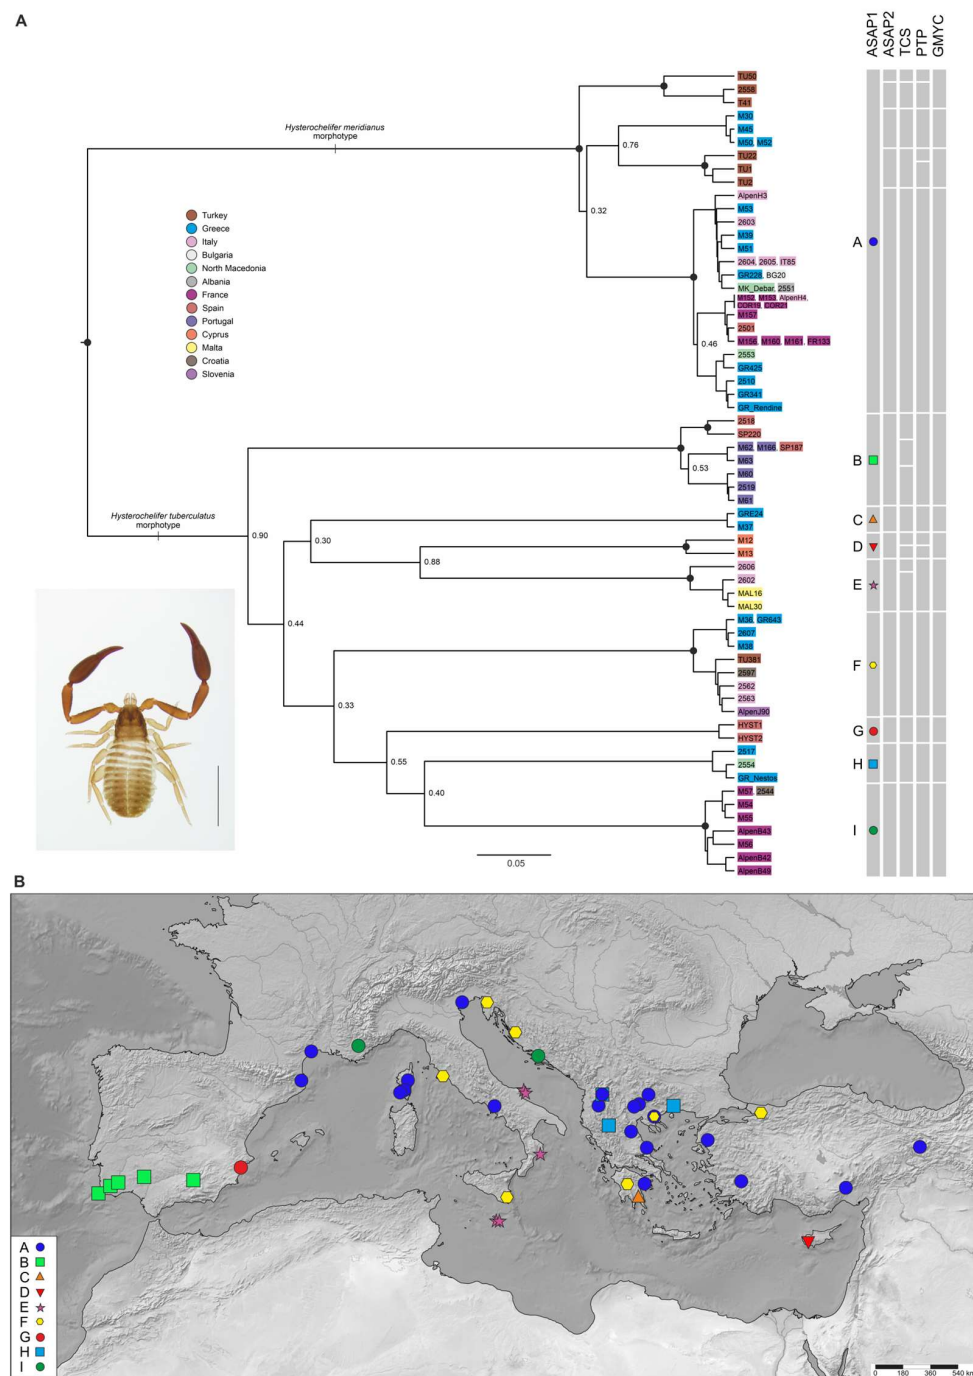 A
ASAP1
ASAP2
TCS
PTP
GMYC
Hysterochelifer meridianus
morphotype
Turkey
Greece
Italy
Bulgaria
North Macedonia
Albania
France
Spain
Portugal
Cyprus
Malta
Croatia
Slovenia
Hysterochelifer tuberculatus
morphotype
0.76
0.32
0.46
0.53
0.90
0.30
0.88
0.44
0.33
0.55
0.40
0.05
TU50
2558
T41
M30
M45
M50, M52
TU22
TU1
TU2
AlpenH3
M53
2603
M39
M51
2604, 2605, IT85
GR228, BG20
MK_Debar, 2551
M152, M153, AlpenH4,
COR19, COR21
M157
2501
M156, M160, M161, FR133
2553
GR425
2510
GR341
GR_Rendine
2518
SP220
M62, M166, SP187
M63
M60
2519
M61
GRE24
M37
M12
M13
2606
2602
MAL16
MAL30
M36, GR643
2607
M38
TU381
2597
2562
2563
AlpenJ90
HYST1
HYST2
2517
2554
GR_Nestos
M57, 2544
M54
M55
AlpenB43
M56
AlpenB42
AlpenB49
A
B
C
D
E
F
G
H
I
B
A
B
C
D
E
F
G
H
I
0 180 360 540 km